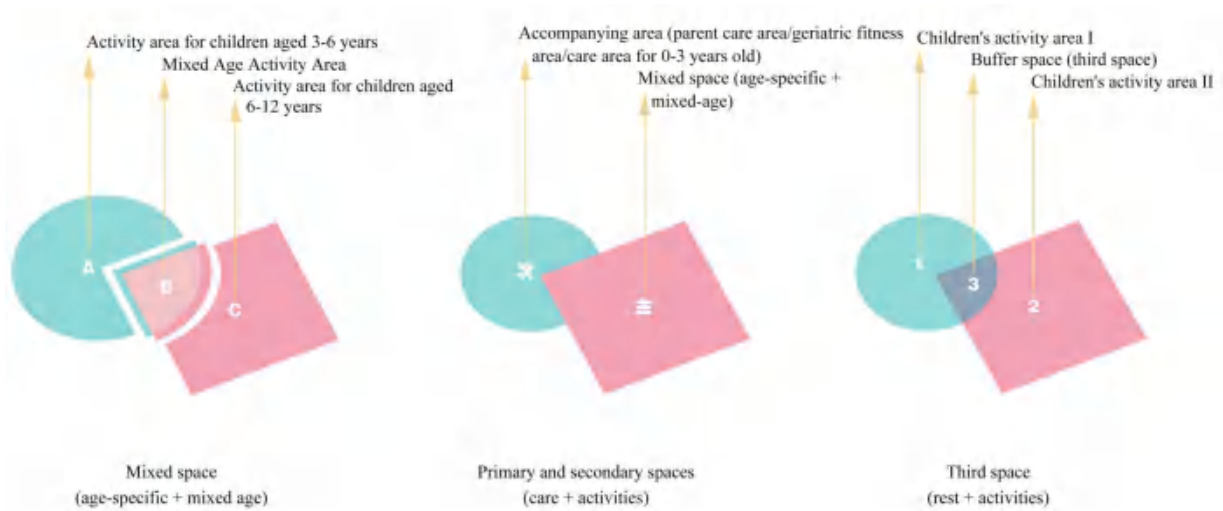 Activity area for children aged 3-6 years
Mixed Age Activity Area
Activity area for children aged
6-12 years
A
B
C
Mixed space
(age-specific + mixed age)
Accompanying area (parent care area/geriatric fitness
area/care area for 0-3 years old)
Mixed space (age-specific +
mixed-age)
Primary and secondary spaces
(care + activities)
Children's activity area I
Buffer space (third space)
Children's activity area II
1
3
2
Third space
(rest + activities)